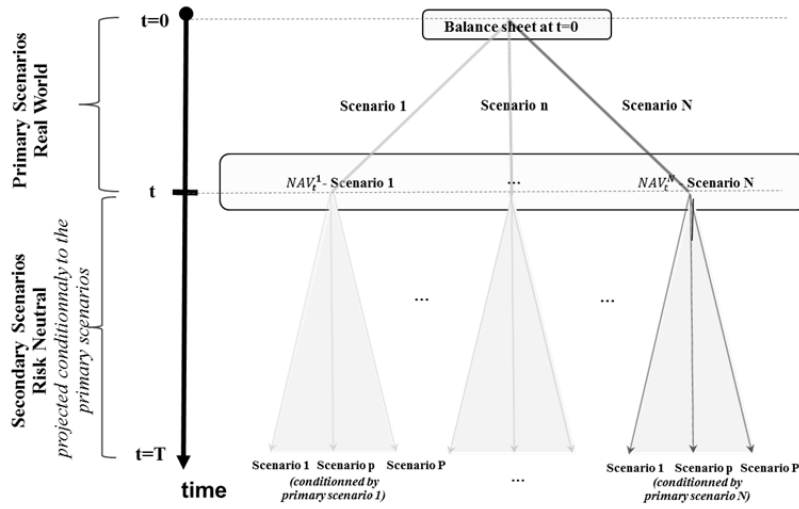 t=0
Balance sheet at t=0
Primary Scenarios
Real World
Scenario 1
Scenario n
Scenario N
t
NAV_t^1 - Scenario 1
...
NAV_t^N - Scenario N
Secondary Scenarios
Risk Neutral
projected conditionnaly to the
primary scenarios
...
...
t=T
time
Scenario 1 Scenario p Scenario P
(conditionned by
primary scenario 1)
...
Scenario 1 Scenario p Scenario P
(conditionned by
primary scenario N)